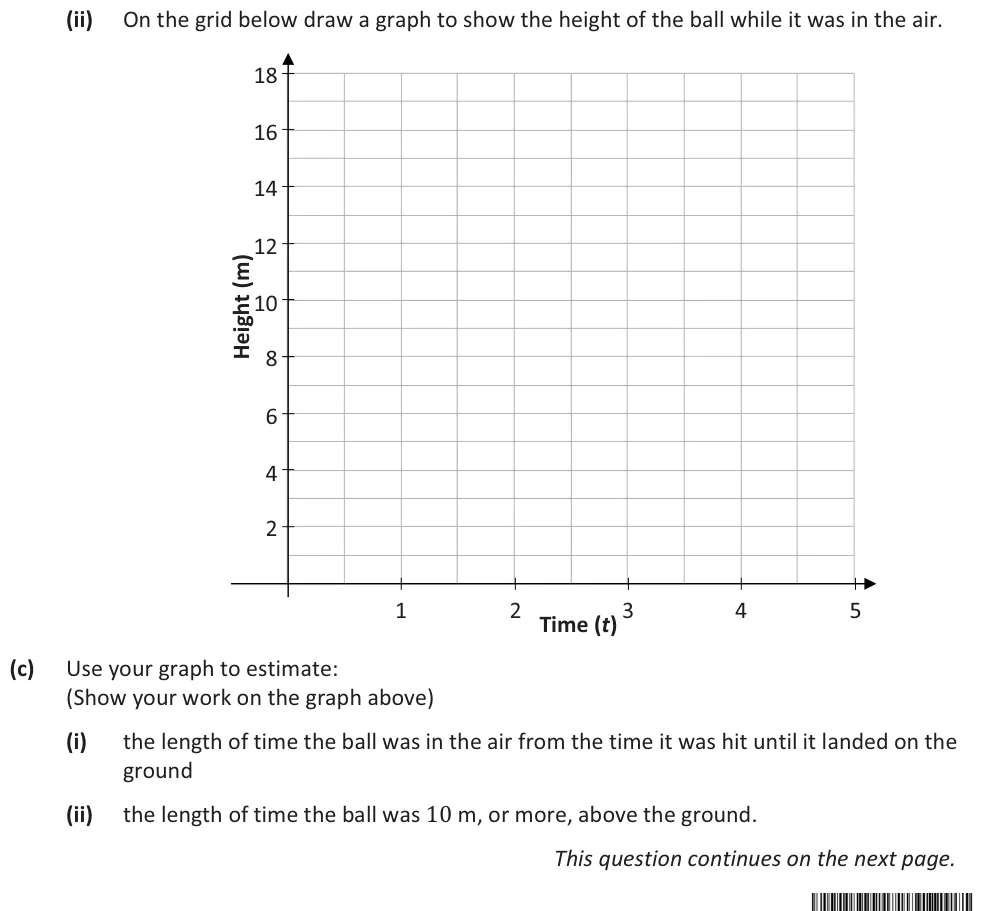 (ii) On the grid below draw a graph to show the height of the ball while it was in the air.
18
16
14
12
10
8
6
4
2
Height (m)
1 2 3 4 5
Time (t)
(c) Use your graph to estimate:
(Show your work on the graph above)
(i) the length of time the ball was in the air from the time it was hit until it landed on the
ground
(ii) the length of time the ball was 10 m, or more, above the ground.
This question continues on the next page.